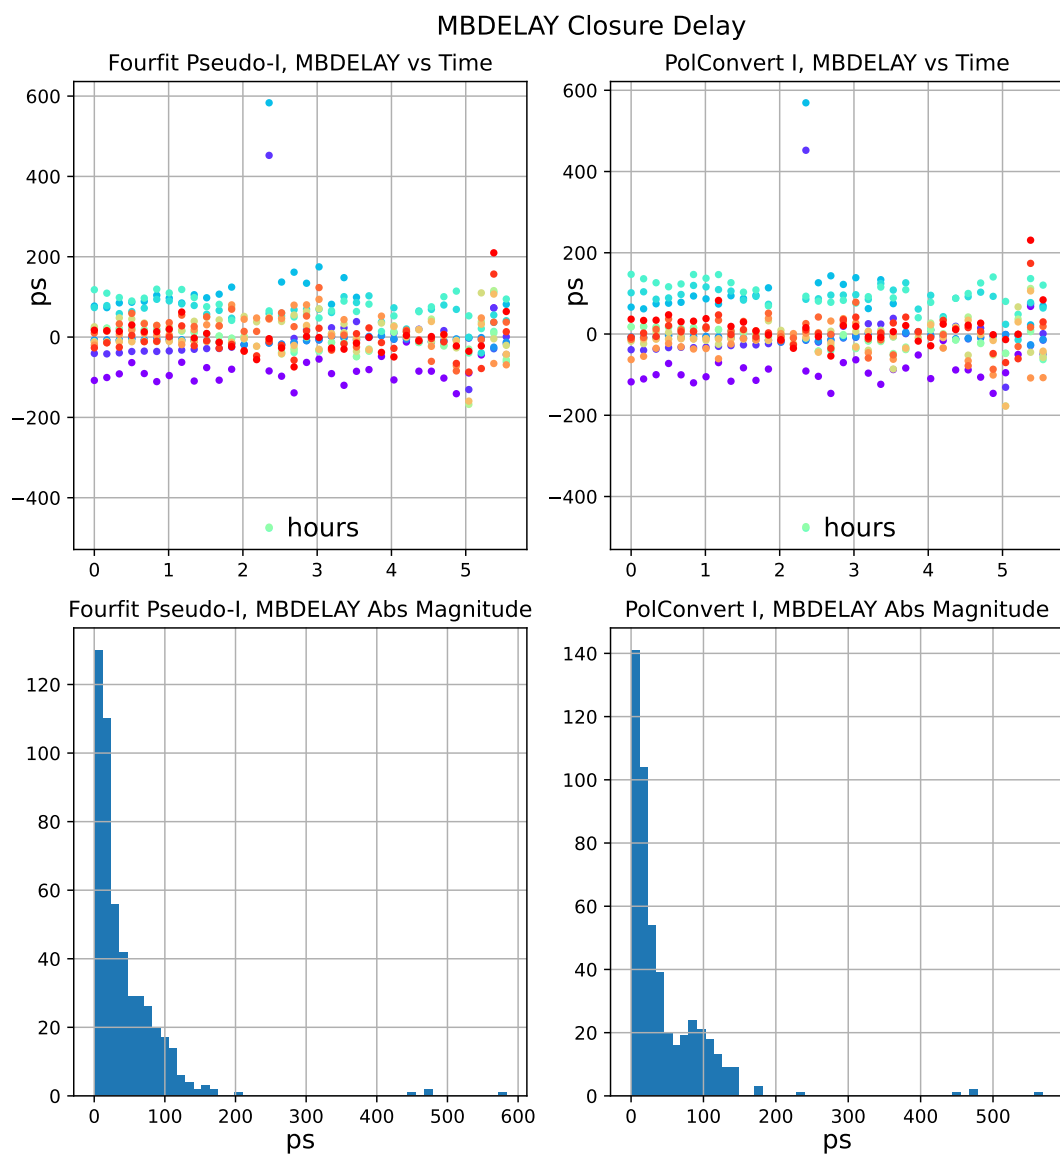 MBDELAY Closure Delay
Fourfit Pseudo-I, MBDELAY vs Time
PolConvert I, MBDELAY vs Time
600
400
200
0
−200
−400
ps
hours
0 1 2 3 4 5
600
400
200
0
−200
−400
ps
hours
0 1 2 3 4 5
Fourfit Pseudo-I, MBDELAY Abs Magnitude
PolConvert I, MBDELAY Abs Magnitude
120
100
80
60
40
20
0
0 100 200 300 400 500 600
ps
140
120
100
80
60
40
20
0
0 100 200 300 400 500
ps